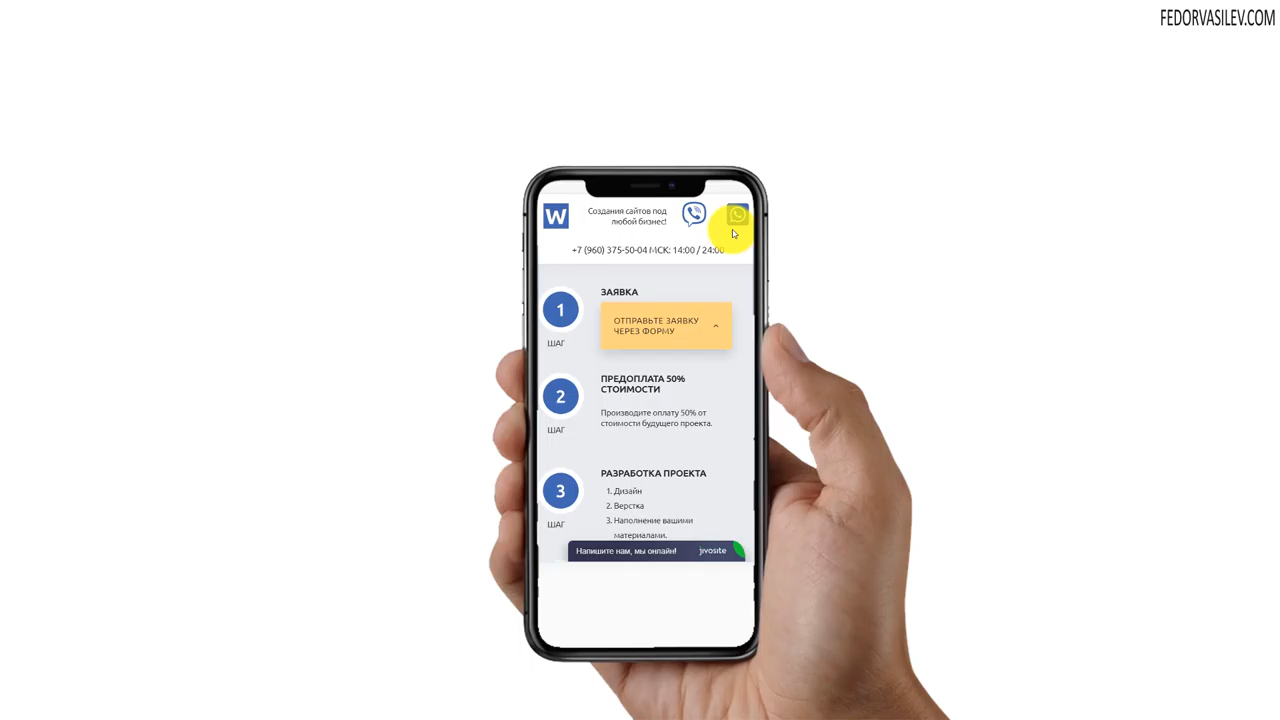 FEDORVASILEV.COM
W
Создания сайтов под
любой бизнес!
+7 (960) 375-50-04 МСК: 14:00 / 24:00
1
ШАГ
ЗАЯВКА
ОТПРАВЬТЕ ЗАЯВКУ
ЧЕРЕЗ ФОРМУ
2
ШАГ
ПРЕДОПЛАТА 50%
СТОИМОСТИ
Производите оплату 50% от
стоимости будущего проекта.
3
ШАГ
РАЗРАБОТКА ПРОЕКТА
1. Дизайн
2. Верстка
3. Наполнение вашими
материалами.
Напишите нам, мы онлайн! jivosite